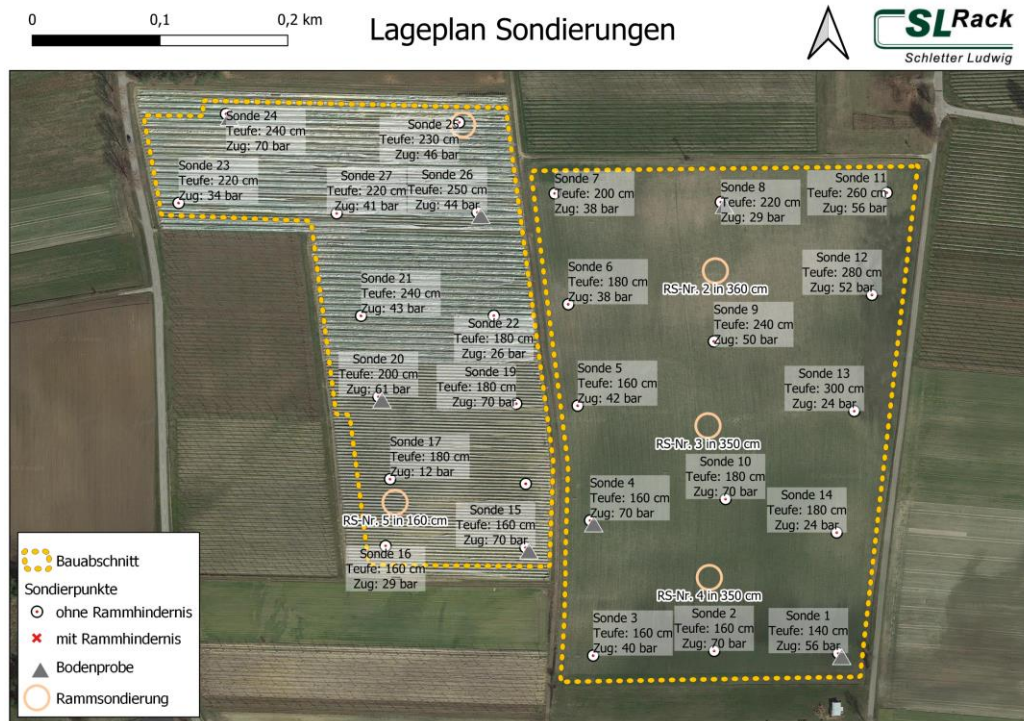 0 0,1 0,2 km
Lageplan Sondierungen
SL Rack
Schletter Ludwig
Sonde 24
Teufe: 240 cm
Zug: 70 bar
Sonde 25
Teufe: 230 cm
Zug: 46 bar
Sonde 23
Teufe: 220 cm
Zug: 34 bar
Sonde 27
Teufe: 220 cm
Zug: 41 bar
Sonde 26
Teufe: 250 cm
Zug: 44 bar
Sonde 7
Teufe: 200 cm
Zug: 38 bar
Sonde 8
Teufe: 220 cm
Zug: 29 bar
Sonde 11
Teufe: 260 cm
Zug: 56 bar
Sonde 6
Teufe: 180 cm
Zug: 38 bar
RS-Nr. 2 in 360 cm
Sonde 12
Teufe: 280 cm
Zug: 52 bar
Sonde 21
Teufe: 240 cm
Zug: 43 bar
Sonde 22
Teufe: 180 cm
Zug: 26 bar
Sonde 9
Teufe: 240 cm
Zug: 50 bar
Sonde 20
Teufe: 200 cm
Zug: 61 bar
Sonde 19
Teufe: 180 cm
Zug: 70 bar
Sonde 5
Teufe: 160 cm
Zug: 42 bar
Sonde 13
Teufe: 300 cm
Zug: 24 bar
RS-Nr. 3 in 350 cm
Sonde 17
Teufe: 180 cm
Zug: 12 bar
Sonde 10
Teufe: 180 cm
Zug: 70 bar
Sonde 4
Teufe: 160 cm
Zug: 70 bar
Sonde 14
Teufe: 180 cm
Zug: 24 bar
RS-Nr. 5 in 160 cm
Sonde 15
Teufe: 160 cm
Zug: 70 bar
Sonde 16
Teufe: 160 cm
Zug: 29 bar
RS-Nr. 4 in 350 cm
Sonde 3
Teufe: 160 cm
Zug: 40 bar
Sonde 2
Teufe: 160 cm
Zug: 70 bar
Sonde 1
Teufe: 140 cm
Zug: 56 bar
Bauabschnitt
Sondierpunkte
ohne Rammhindernis
mit Rammhindernis
Bodenprobe
Rammsondierung